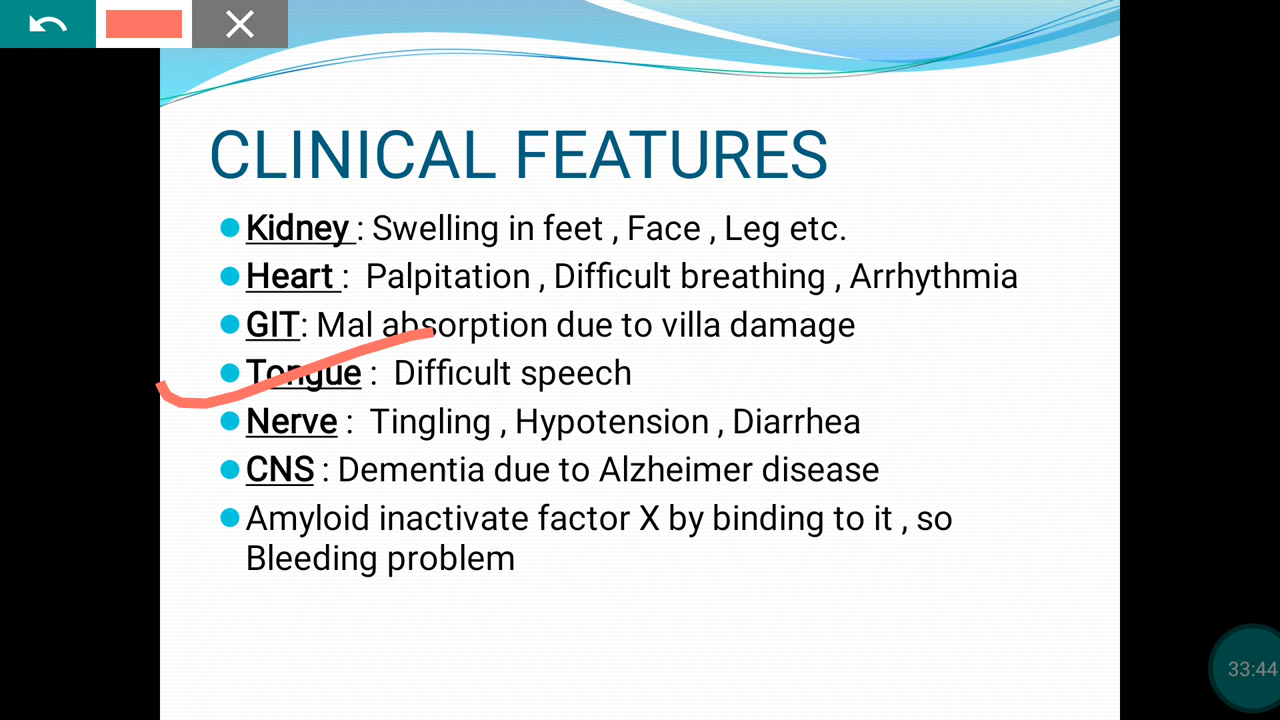 CLINICAL FEATURES
Kidney : Swelling in feet , Face , Leg etc.
Heart : Palpitation , Difficult breathing , Arrhythmia
GIT: Mal absorption due to villa damage
Tongue : Difficult speech
Nerve : Tingling , Hypotension , Diarrhea
CNS : Dementia due to Alzheimer disease
Amyloid inactivate factor X by binding to it , so
Bleeding problem
33:44